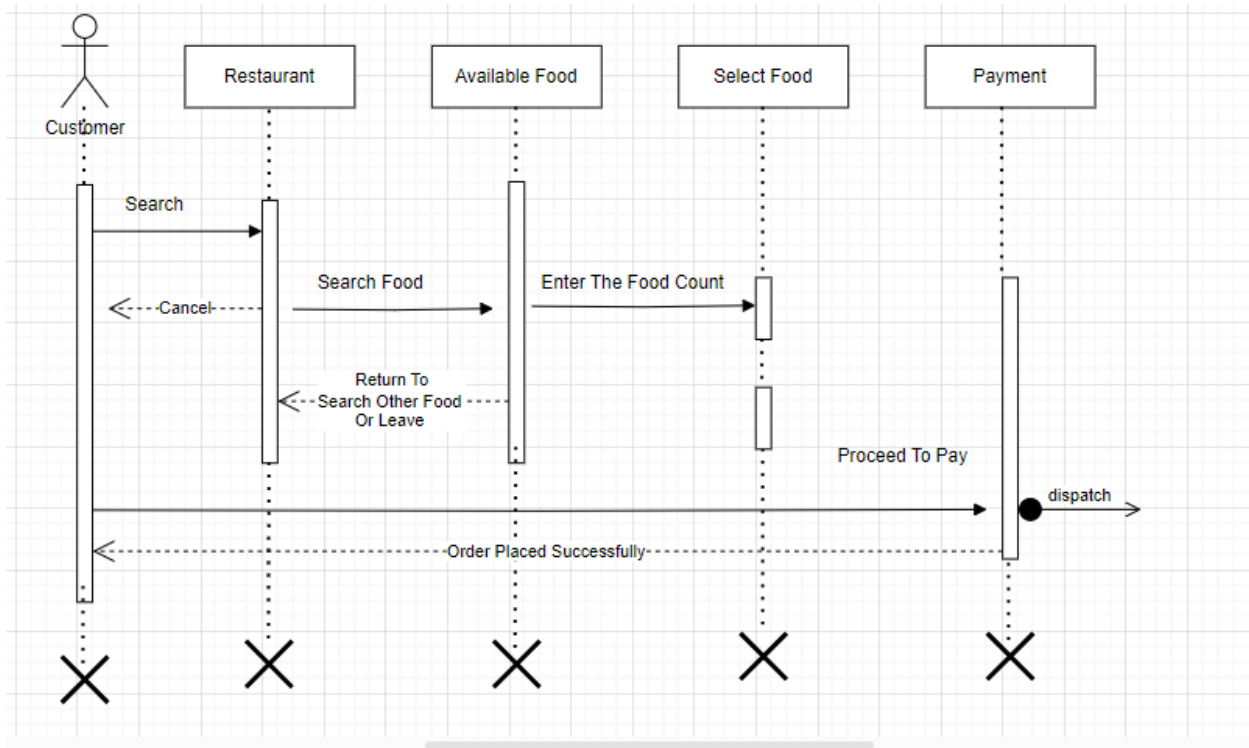 Customer
Restaurant
Available Food
Select Food
Payment
Search
Search Food
Enter The Food Count
Cancel
Return To
Search Other Food
Or Leave
Proceed To Pay
dispatch
Order Placed Successfully